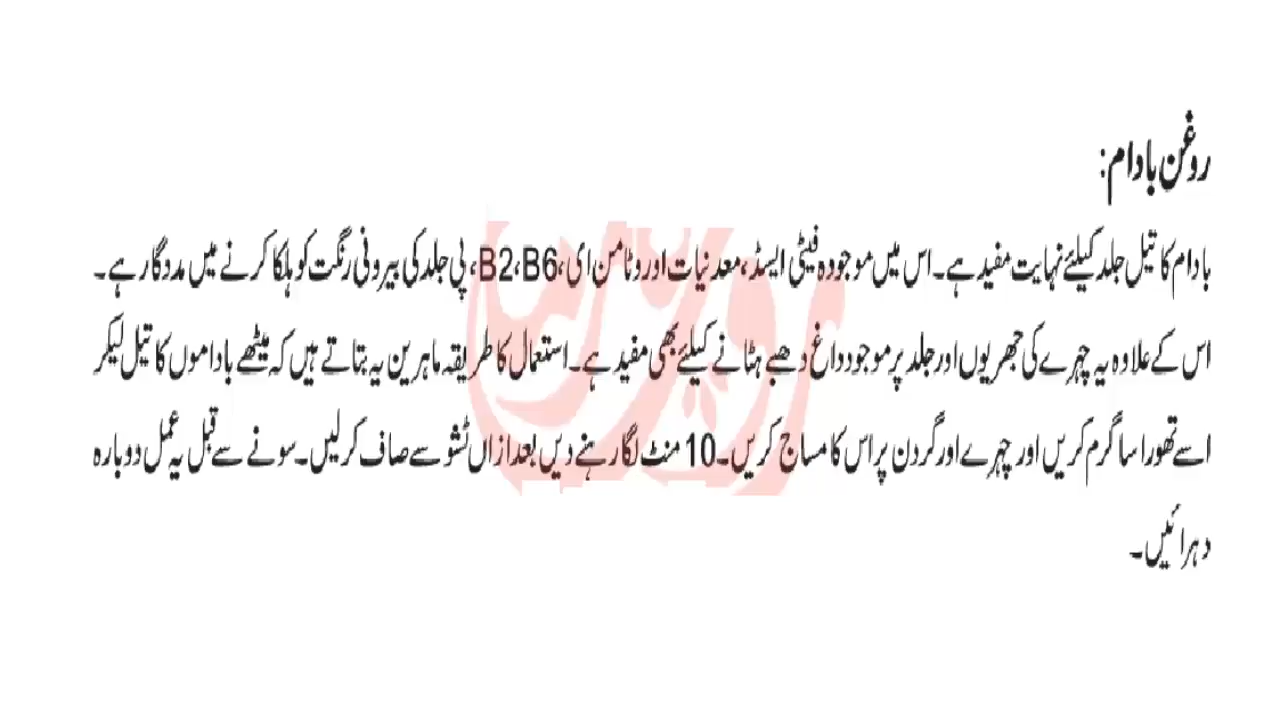 روغن بادام:
بادام کا تیل جلد کیلئے نہایت مفید ہے۔ اس میں موجودہ فیٹی ایسڈ، معدنیات اور وٹامن ای، B2،B6، پی جلد کی بیرونی رنگت کو ہلکا کرنے میں مددگار ہے۔
اس کے علاوہ یہ چہرے کی جھریوں اور جلد پر موجود داغ دھبے ہٹانے کیلئے بھی مفید ہے۔ استعمال کا طریقہ ماہرین یہ بتاتے ہیں کہ میٹھے باداموں کا تیل لیکر
اسے تھورا سا گرم کریں اور چہرے اور گردن پر اس کا مساج کریں۔ 10 منٹ لگا رہنے دیں بعد ازاں ٹشو سے صاف کرلیں۔ سونے سے قبل یہ عمل دوبارہ
دہرائیں۔